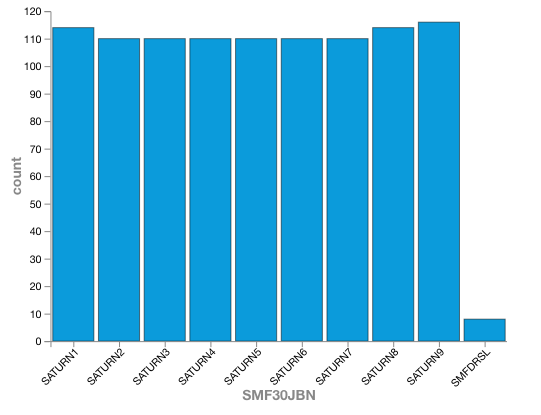 120
110
100
90
80
70
60
50
40
30
20
10
0
count
SATURN1
SATURN2
SATURN3
SATURN4
SATURN5
SATURN6
SATURN7
SATURN8
SATURN9
SMFDRSL
SMF30JBN